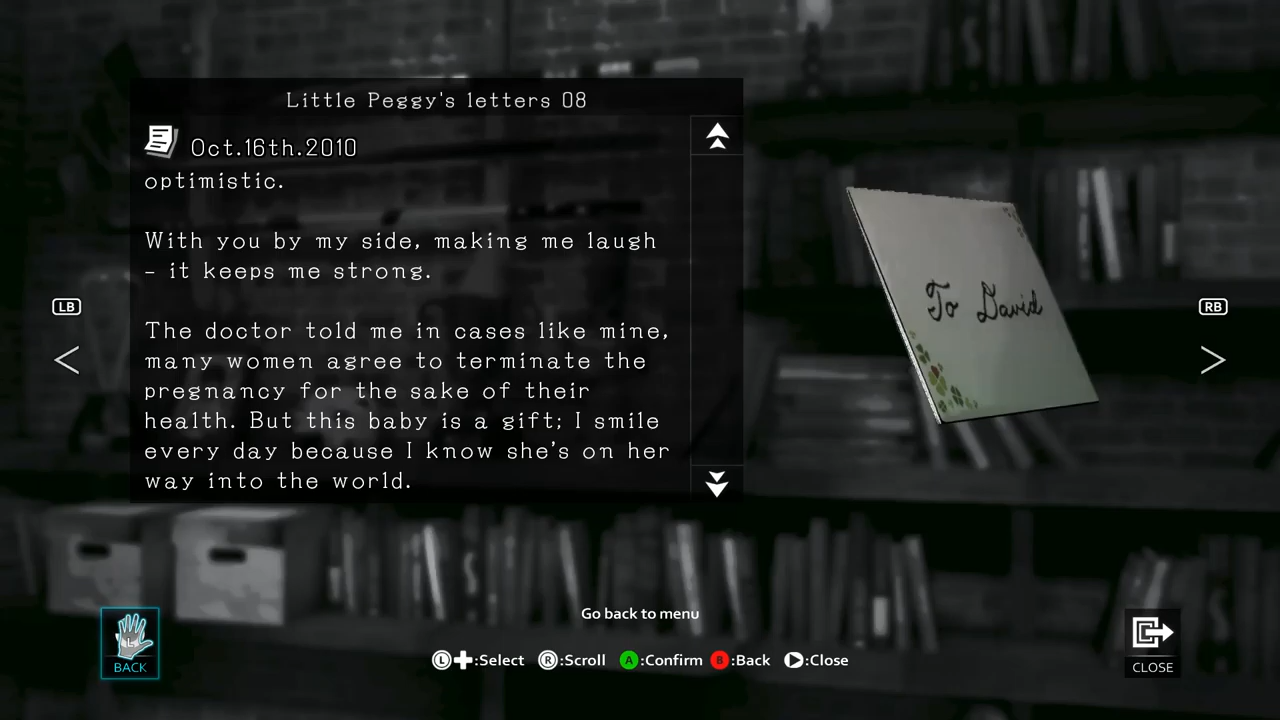 Little Peggy's letters 08
Oct.16th.2010
optimistic.
With you by my side, making me laugh
- it keeps me strong.
The doctor told me in cases like mine,
many women agree to terminate the
pregnancy for the sake of their
health. But this baby is a gift; I smile
every day because I know she's on her
way into the world.
To David
LB
RB
Go back to menu
L
BACK
L :Select R :Scroll A :Confirm B :Back :Close
CLOSE